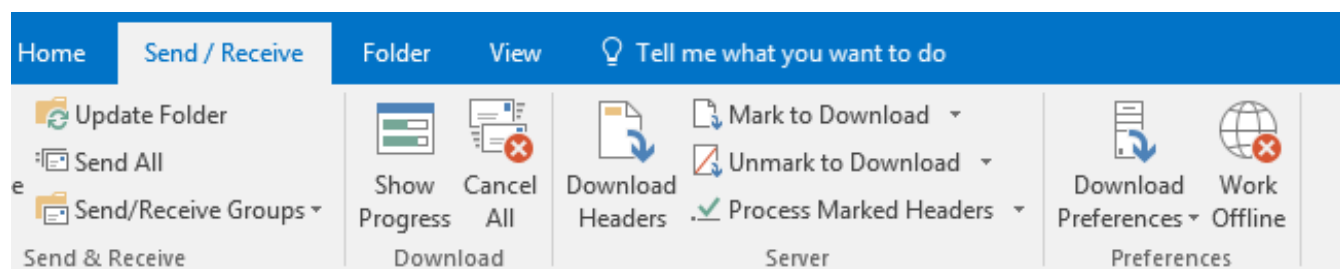 Home Send / Receive Folder View Tell me what you want to do
Update Folder
Send All
e
Send/Receive Groups
Send & Receive
Show
Progress
Cancel
All
Download
Download
Headers
Mark to Download
Unmark to Download
Process Marked Headers
Server
Download
Preferences
Work
Offline
Preferences